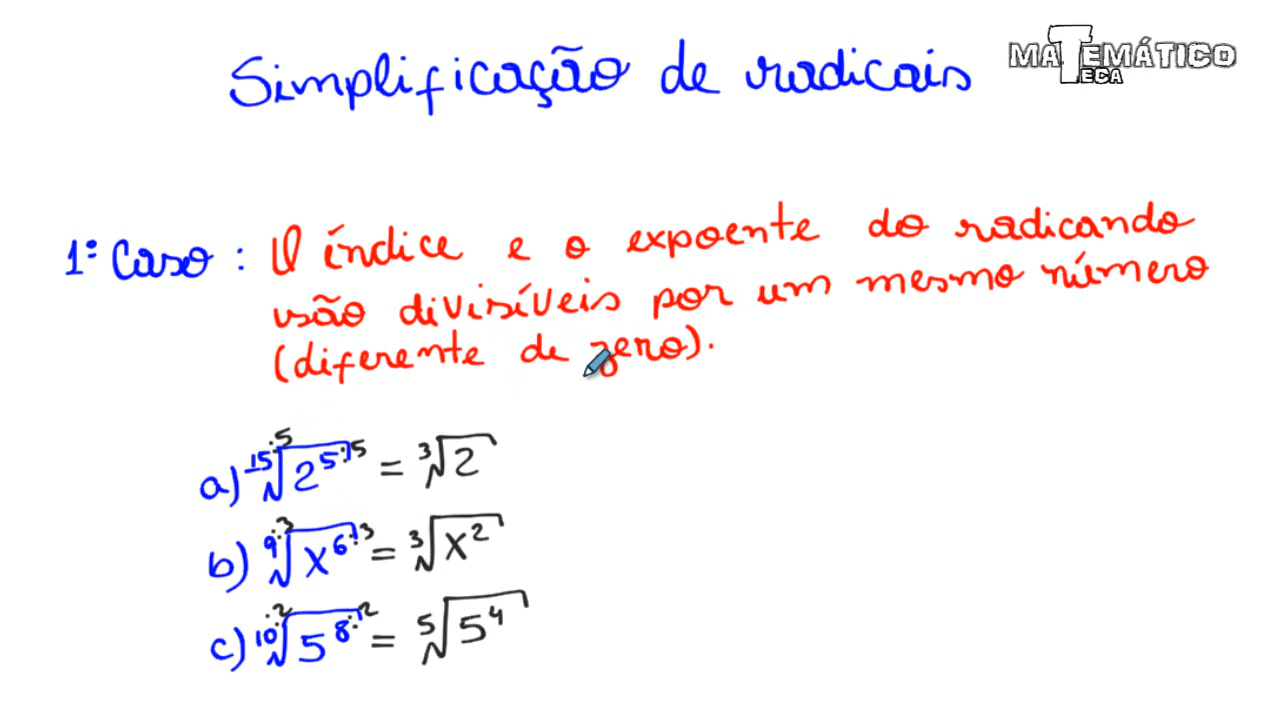 Simplificação de radicais
MATEMÁTICO
TECA
1º Caso : O índice e o expoente do radicando
são divisíveis por um mesmo número
(diferente de zero).
a) ¹⁵:⁵√2⁵:⁵ = ³√2
b) ⁹:³√x⁶:³ = ³√x²
c) ¹⁰:²√5⁸:² = ⁵√5⁴